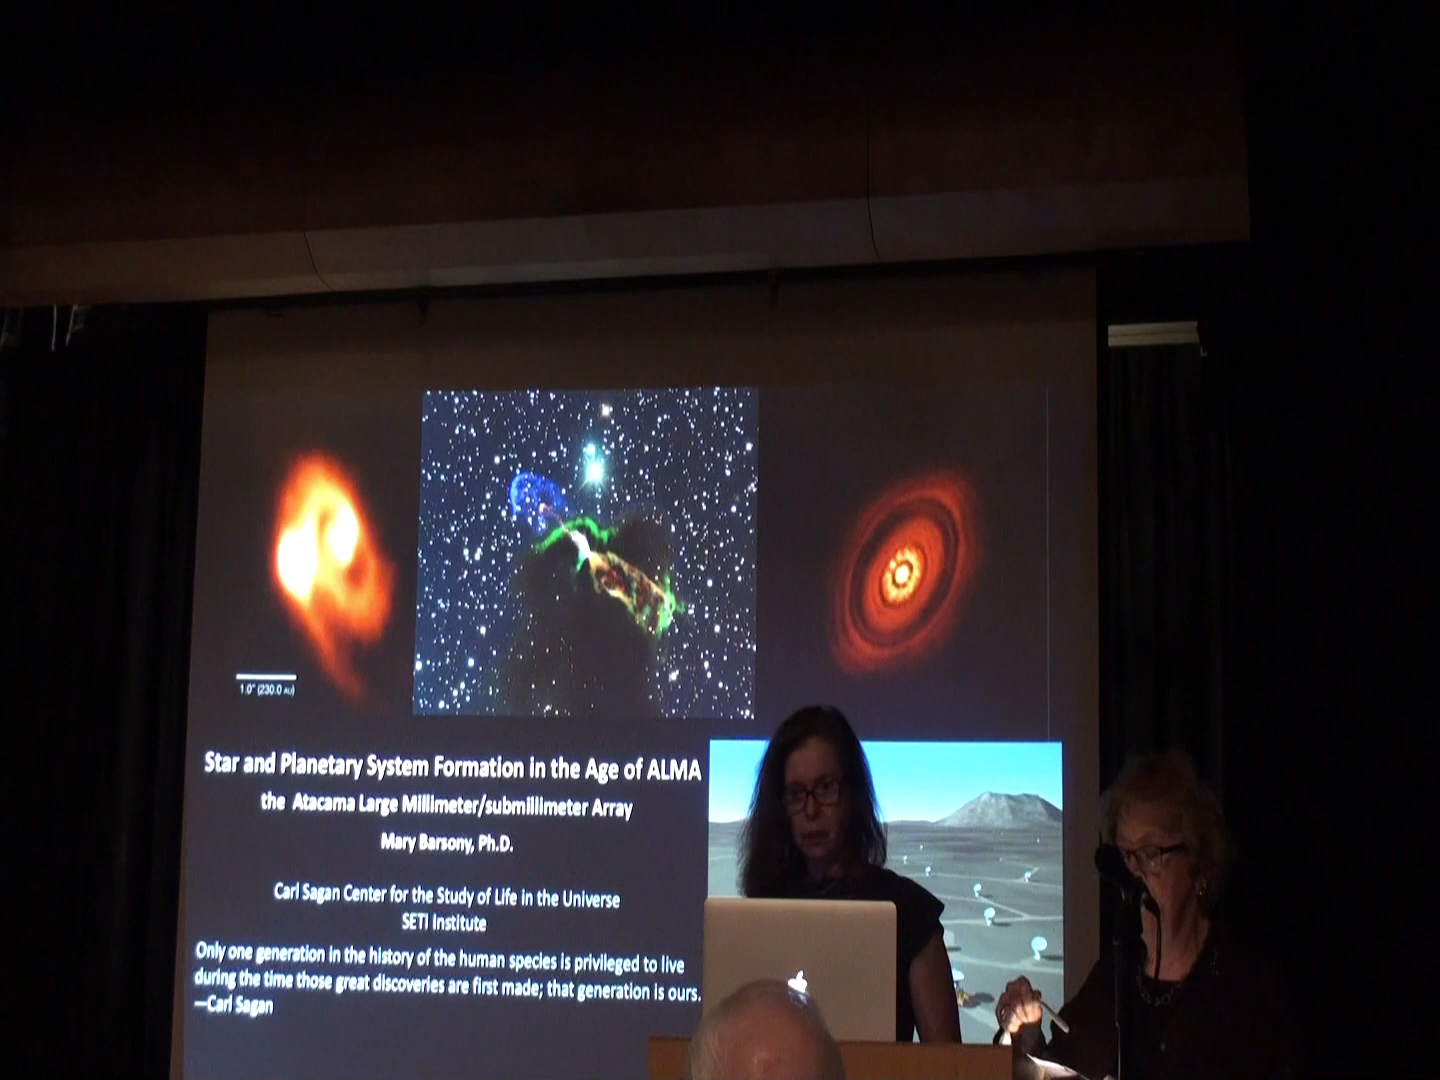 1.0" (230.0 AU)
Star and Planetary System Formation in the Age of ALMA
the Atacama Large Millimeter/submillimeter Array
Mary Barsony, Ph.D.
Carl Sagan Center for the Study of Life in the Universe
SETI Institute
Only one generation in the history of the human species is privileged to live
during the time those great discoveries are first made; that generation is ours.
—Carl Sagan